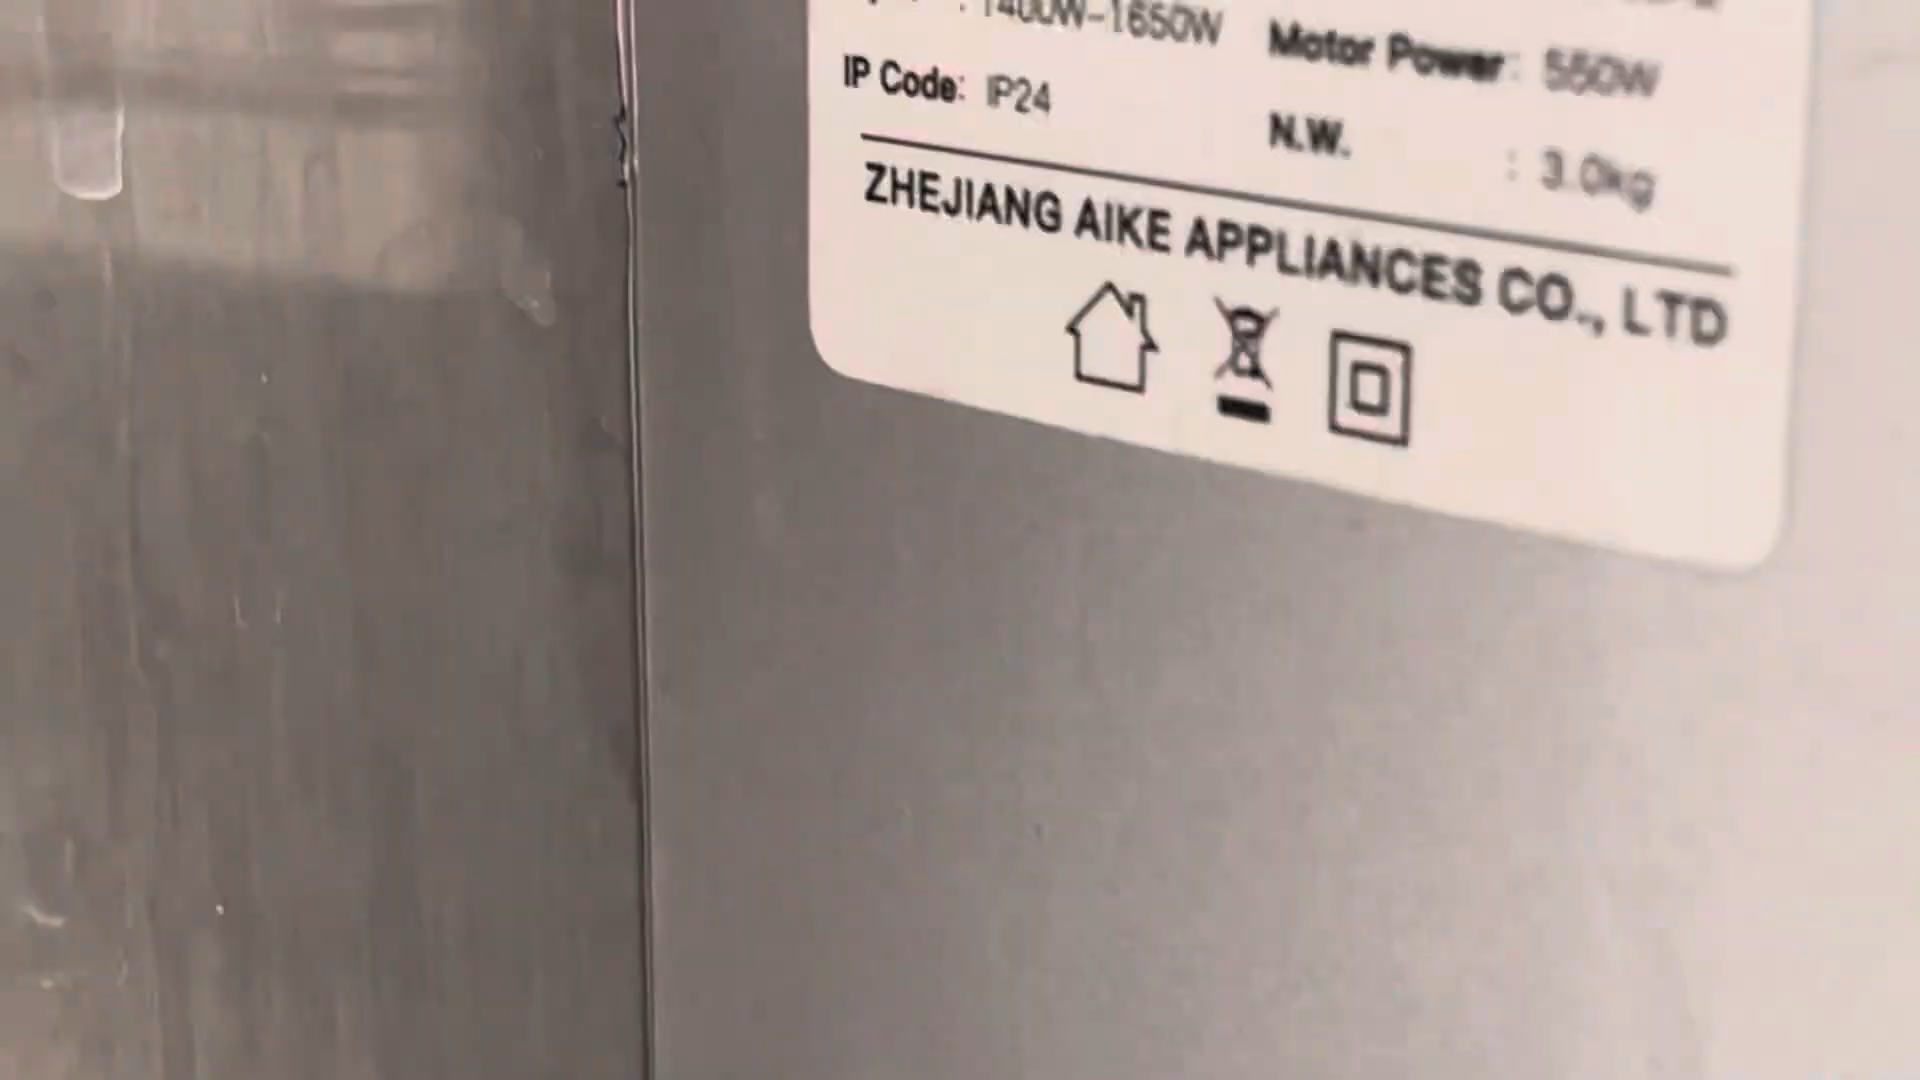 1400W-1650W Motor Power: 550W
IP Code: IP24 N.W. : 3.0kg
ZHEJIANG AIKE APPLIANCES CO., LTD